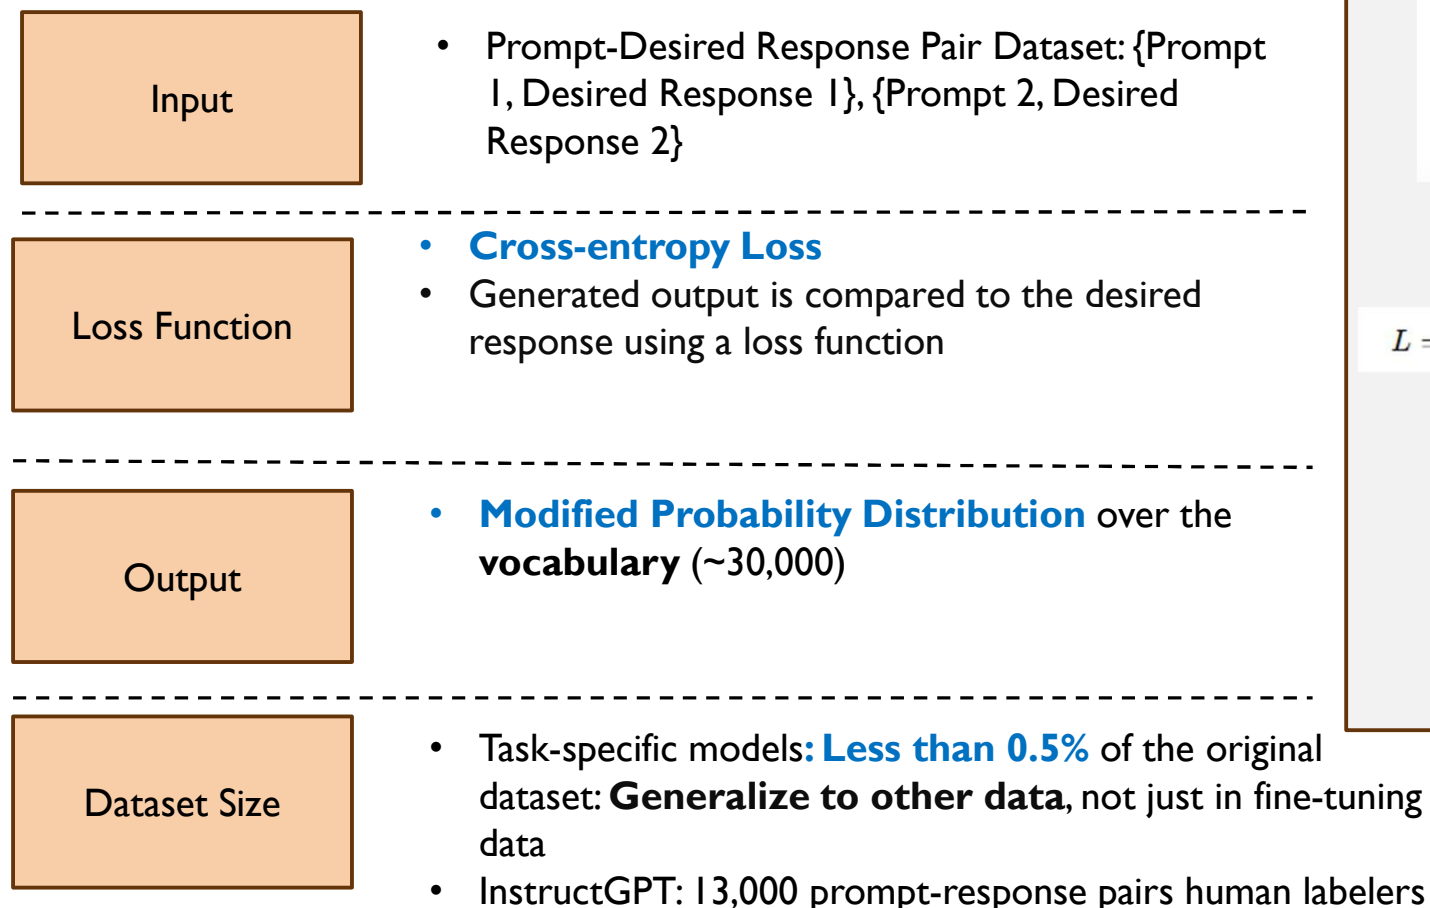 Input
• Prompt-Desired Response Pair Dataset: {Prompt
1, Desired Response 1}, {Prompt 2, Desired
Response 2}
Loss Function
• Cross-entropy Loss
• Generated output is compared to the desired
response using a loss function
L =
Output
• Modified Probability Distribution over the
vocabulary (~30,000)
Dataset Size
• Task-specific models: Less than 0.5% of the original
dataset: Generalize to other data, not just in fine-tuning
data
• InstructGPT: 13,000 prompt-response pairs human labelers